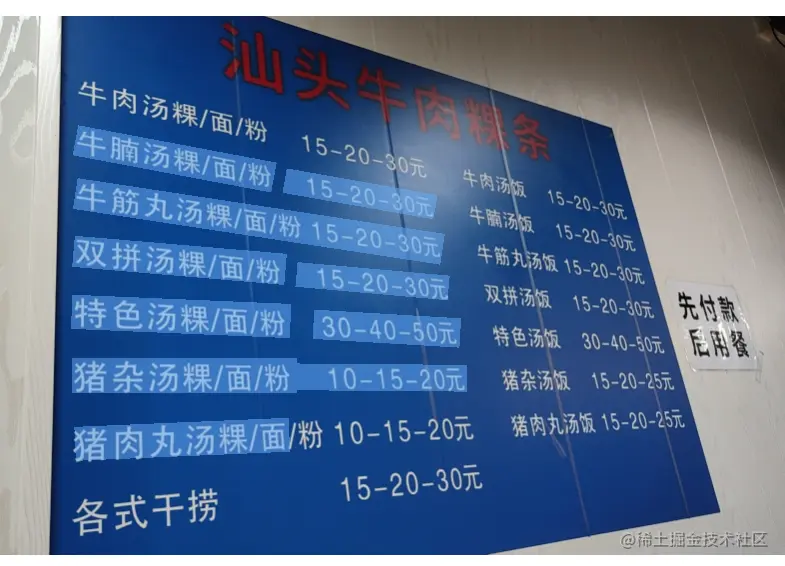 汕头牛肉粿条
牛肉汤粿/面/粉 15-20-30元
牛腩汤粿/面/粉 15-20-30元
牛筋丸汤粿/面/粉 15-20-30元
双拼汤粿/面/粉 15-20-30元
特色汤粿/面/粉 30-40-50元
猪杂汤粿/面/粉 10-15-20元
猪肉丸汤粿/面/粉 10-15-20元
各式干捞 15-20-30元
牛肉汤饭 15-20-30元
牛腩汤饭 15-20-30元
牛筋丸汤饭 15-20-30元
双拼汤饭 15-20-30元
特色汤饭 30-40-50元
猪杂汤饭 15-20-25元
猪肉丸汤饭 15-20-25元
先付款
后用餐
@稀土掘金技术社区